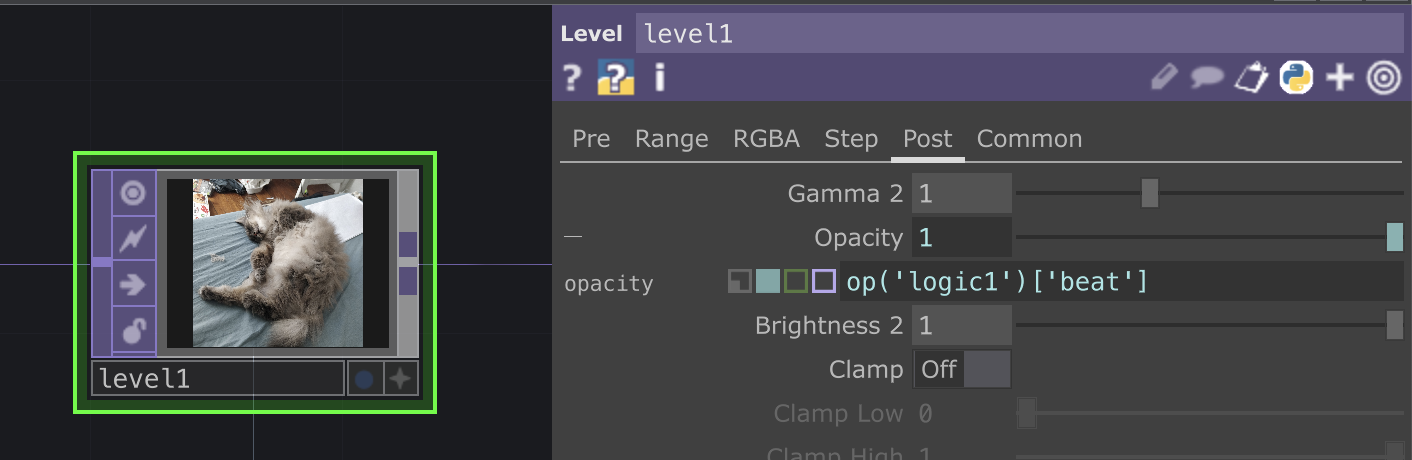 Level level1
? ? i
Pre Range RGBA Step Post Common
Gamma 2 1
Opacity 1
opacity op('logic1')['beat']
Brightness 2 1
Clamp Off
Clamp Low 0
Clamp High 1
level1